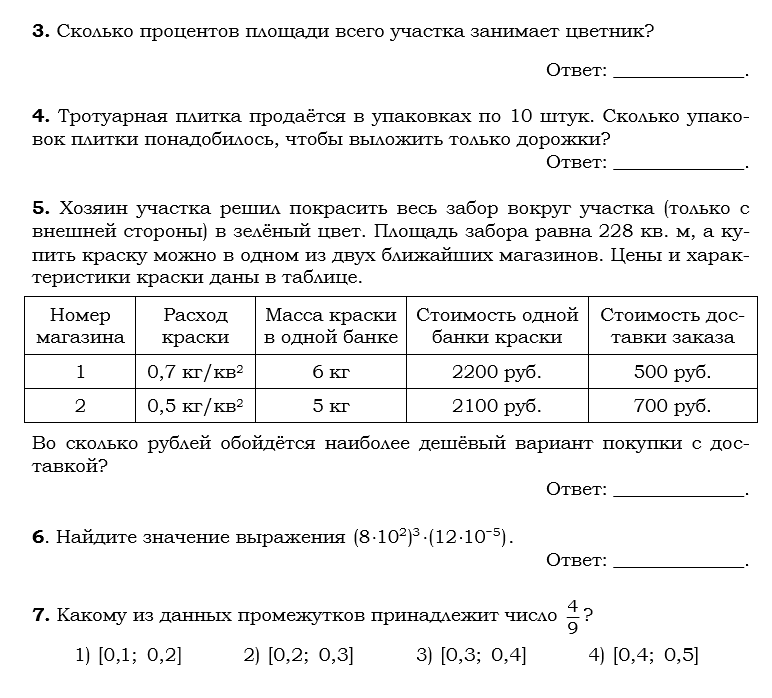 3. Сколько процентов площади всего участка занимает цветник?
Ответ: ______________.
4. Тротуарная плитка продаётся в упаковках по 10 штук. Сколько упако-
вок плитки понадобилось, чтобы выложить только дорожки?
Ответ: ______________.
5. Хозяин участка решил покрасить весь забор вокруг участка (только с
внешней стороны) в зелёный цвет. Площадь забора равна 228 кв. м, а ку-
пить краску можно в одном из двух ближайших магазинов. Цены и харак-
теристики краски даны в таблице.
Номер магазина | Расход краски | Масса краски в одной банке | Стоимость одной банки краски | Стоимость дос-тавки заказа
1 | 0,7 кг/кв² | 6 кг | 2200 руб. | 500 руб.
2 | 0,5 кг/кв² | 5 кг | 2100 руб. | 700 руб.
Во сколько рублей обойдётся наиболее дешёвый вариант покупки с дос-
тавкой?
Ответ: ______________.
6. Найдите значение выражения (8·10²)³·(12·10⁻⁵).
Ответ: ______________.
7. Какому из данных промежутков принадлежит число 4/9?
1) [0,1; 0,2] 2) [0,2; 0,3] 3) [0,3; 0,4] 4) [0,4; 0,5]